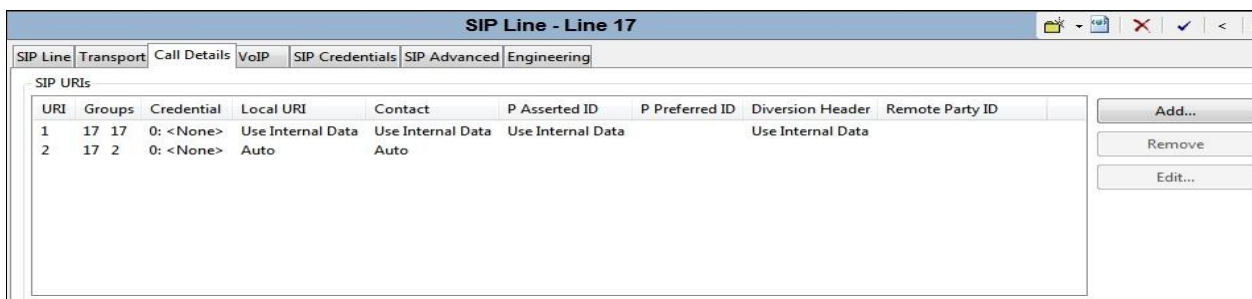 SIP Line - Line 17
SIP Line Transport Call Details VoIP SIP Credentials SIP Advanced Engineering
SIP URIs
URI Groups Credential Local URI Contact P Asserted ID P Preferred ID Diversion Header Remote Party ID
1 17 17 0: <None> Use Internal Data Use Internal Data Use Internal Data Use Internal Data
2 17 2 0: <None> Auto Auto
Add...
Remove
Edit...